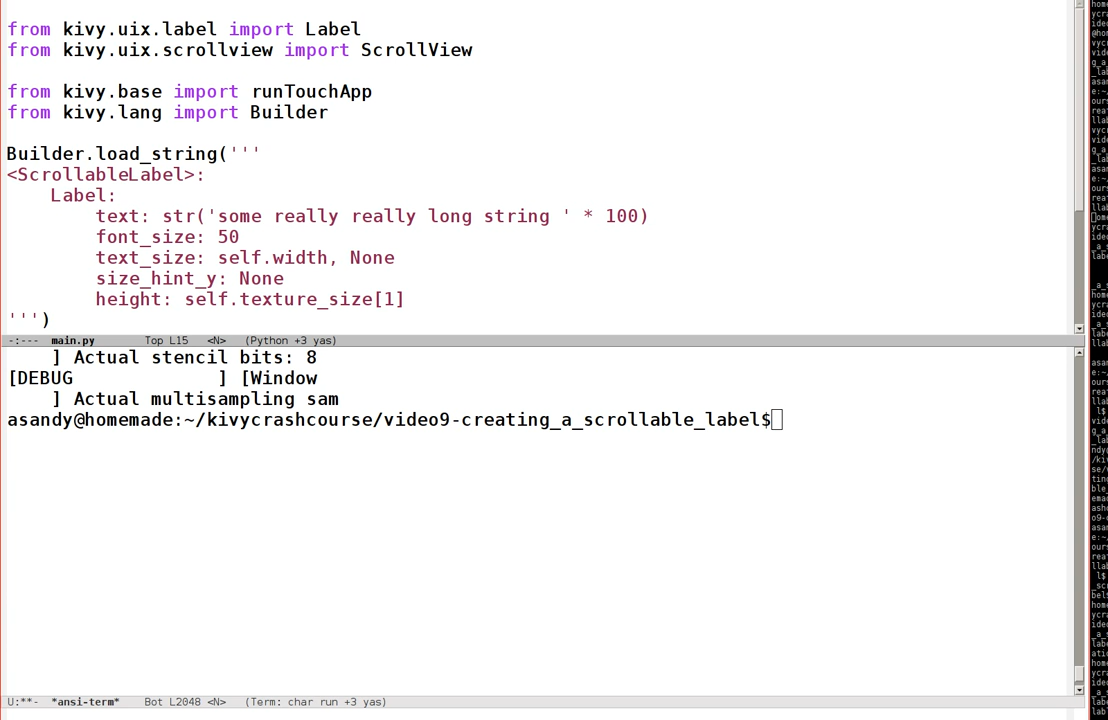 from kivy.uix.label import Label
from kivy.uix.scrollview import ScrollView
from kivy.base import runTouchApp
from kivy.lang import Builder
Builder.load_string('''
<ScrollableLabel>:
    Label:
        text: str('some really really long string ' * 100)
        font_size: 50
        text_size: self.width, None
        size_hint_y: None
        height: self.texture_size[1]
''')
-:--- main.py Top L15 <N> (Python +3 yas)
    ] Actual stencil bits: 8
[DEBUG             ] [Window
    ] Actual multisampling sam
asandy@homemade:~/kivycrashcourse/video9-creating_a_scrollable_label$
U:**- *ansi-term* Bot L2048 <N> (Term: char run +3 yas)